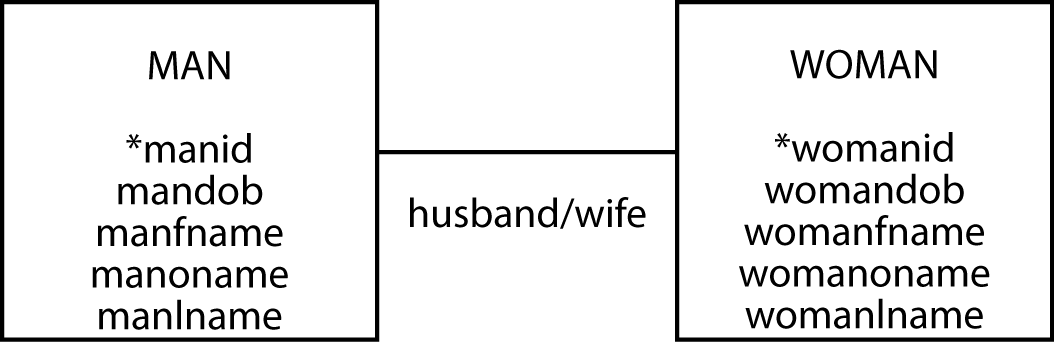 MAN
*manid
mandob
manfname
manoname
manlname
husband/wife
WOMAN
*womanid
womandob
womanfname
womanoname
womanlname